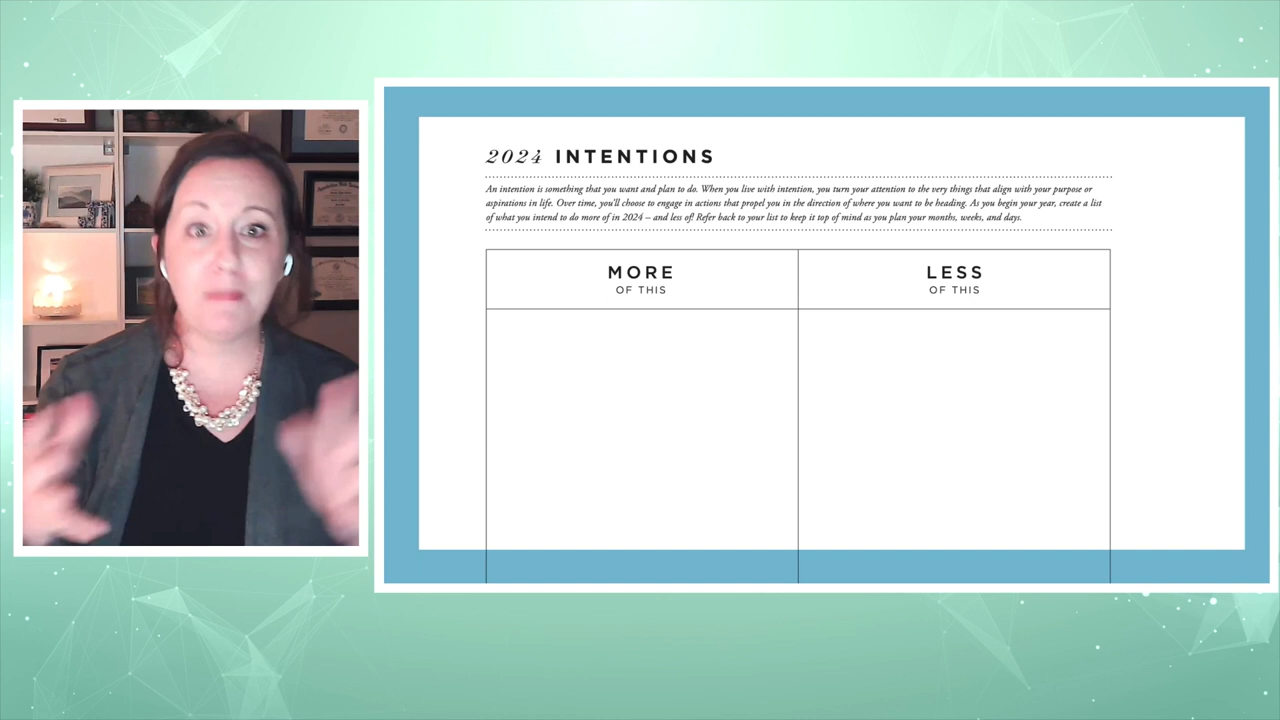 2024 INTENTIONS
An intention is something that you want and plan to do. When you live with intention, you turn your attention to the very things that align with your purpose or
aspirations in life. Over time, you'll choose to engage in actions that propel you in the direction of where you want to be heading. As you begin your year, create a list
of what you intend to do more of in 2024 – and less of! Refer back to your list to keep it top of mind as you plan your months, weeks, and days.
MORE
OF THIS
LESS
OF THIS